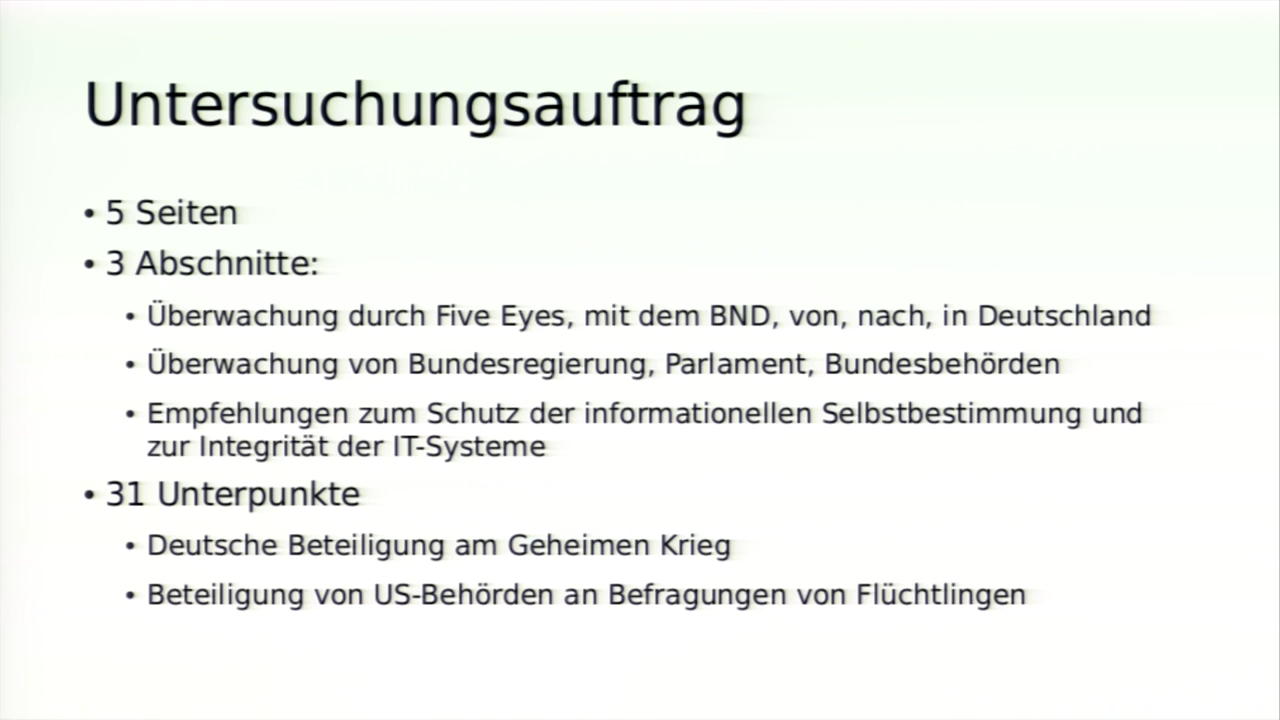 Untersuchungsauftrag
• 5 Seiten
• 3 Abschnitte:
• Überwachung durch Five Eyes, mit dem BND, von, nach, in Deutschland
• Überwachung von Bundesregierung, Parlament, Bundesbehörden
• Empfehlungen zum Schutz der informationellen Selbstbestimmung und
zur Integrität der IT-Systeme
• 31 Unterpunkte
• Deutsche Beteiligung am Geheimen Krieg
• Beteiligung von US-Behörden an Befragungen von Flüchtlingen